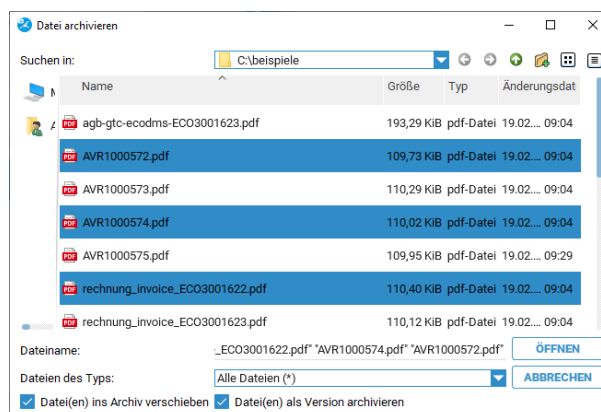 Datei archivieren
Suchen in: C:\beispiele
Name Größe Typ Änderungsdat
agb-gtc-ecodms-ECO3001623.pdf 193,29 KiB pdf-Datei 19.02.... 09:04
AVR1000572.pdf 109,73 KiB pdf-Datei 19.02.... 09:04
AVR1000573.pdf 110,29 KiB pdf-Datei 19.02.... 09:04
AVR1000574.pdf 110,02 KiB pdf-Datei 19.02.... 09:04
AVR1000575.pdf 109,95 KiB pdf-Datei 19.02.... 09:29
rechnung_invoice_ECO3001622.pdf 110,40 KiB pdf-Datei 19.02.... 09:04
rechnung_invoice_ECO3001623.pdf 110,12 KiB pdf-Datei 19.02.... 09:04
Dateiname: :_ECO3001622.pdf" "AVR1000574.pdf" "AVR1000572.pdf" ÖFFNEN
Dateien des Typs: Alle Dateien (*) ABBRECHEN
Datei(en) ins Archiv verschieben Datei(en) als Version archivieren